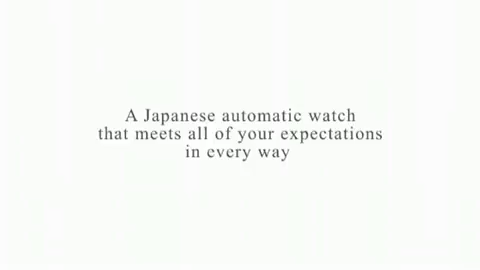 A Japanese automatic watch
that meets all of your expectations
in every way